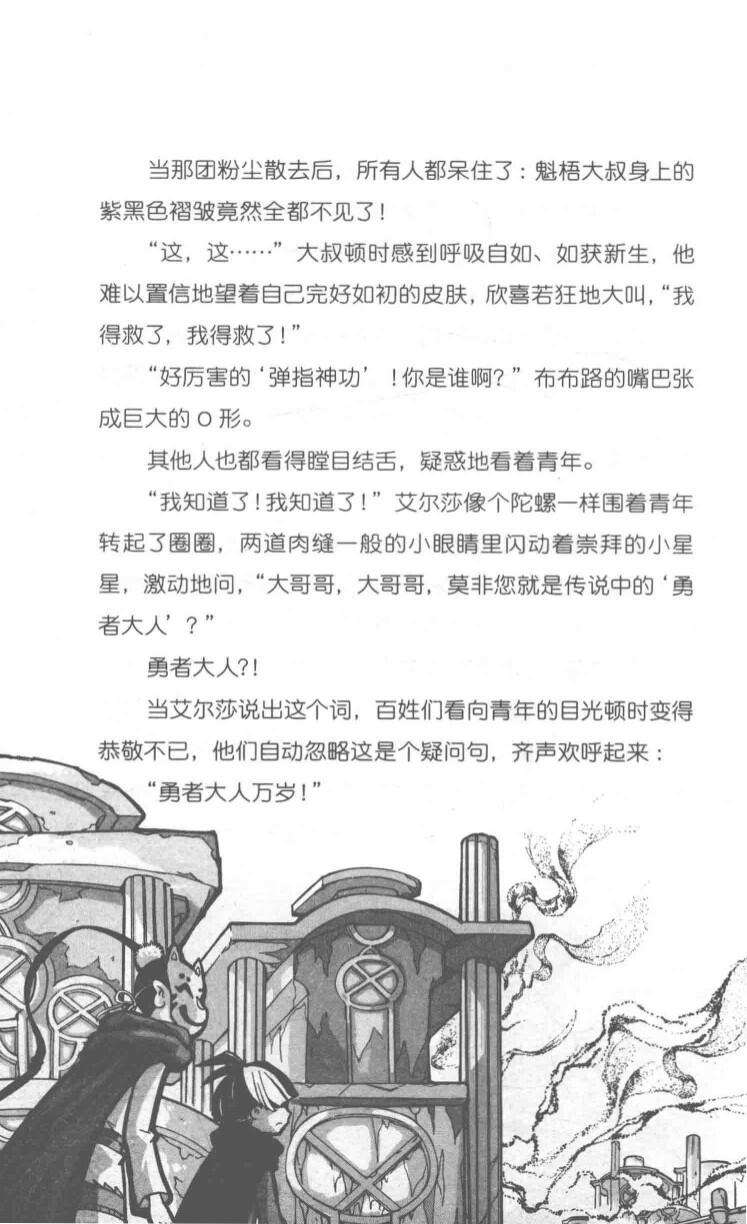 当那团粉尘散去后，所有人都呆住了：魁梧大叔身上的
紫黑色褶皱竟然全都不见了！
“这，这……”大叔顿时感到呼吸自如、如获新生，他
难以置信地望着自己完好如初的皮肤，欣喜若狂地大叫，“我
得救了，我得救了！”
“好厉害的‘弹指神功’！你是谁啊？”布布路的嘴巴张
成巨大的 O 形。
其他人也都看得瞠目结舌，疑惑地看着青年。
“我知道了！我知道了！”艾尔莎像个陀螺一样围着青年
转起了圈圈，两道肉缝一般的小眼睛里闪动着崇拜的小星
星，激动地问，“大哥哥，大哥哥，莫非您就是传说中的‘勇
者大人’？”
勇者大人？！
当艾尔莎说出这个词，百姓们看向青年的目光顿时变得
恭敬不已，他们自动忽略这是个疑问句，齐声欢呼起来：
“勇者大人万岁！”